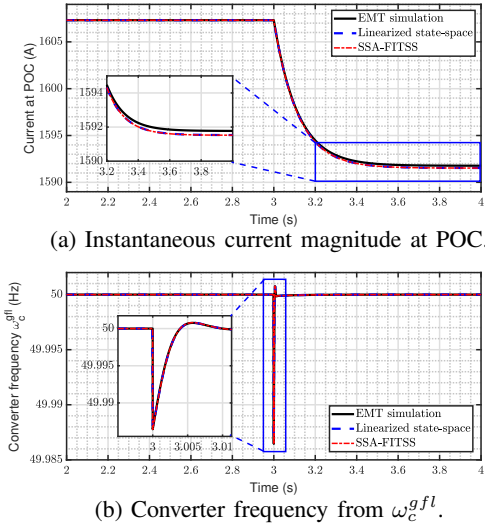 EMT simulation
Linearized state-space
SSA-FITSS
Current at POC (A)
1605
1600
1595
1590
1594
1592
1590
3.2 3.4 3.6 3.8
2 2.2 2.4 2.6 2.8 3 3.2 3.4 3.6 3.8 4
Time (s)
(a) Instantaneous current magnitude at POC.
Converter frequency ω_c^{gfl} (Hz)
50
49.995
49.99
49.985
50
49.995
49.99
3 3.005 3.01
EMT simulation
Linearized state-space
SSA-FITSS
2 2.2 2.4 2.6 2.8 3 3.2 3.4 3.6 3.8 4
Time (s)
(b) Converter frequency from ω_c^{gfl}.